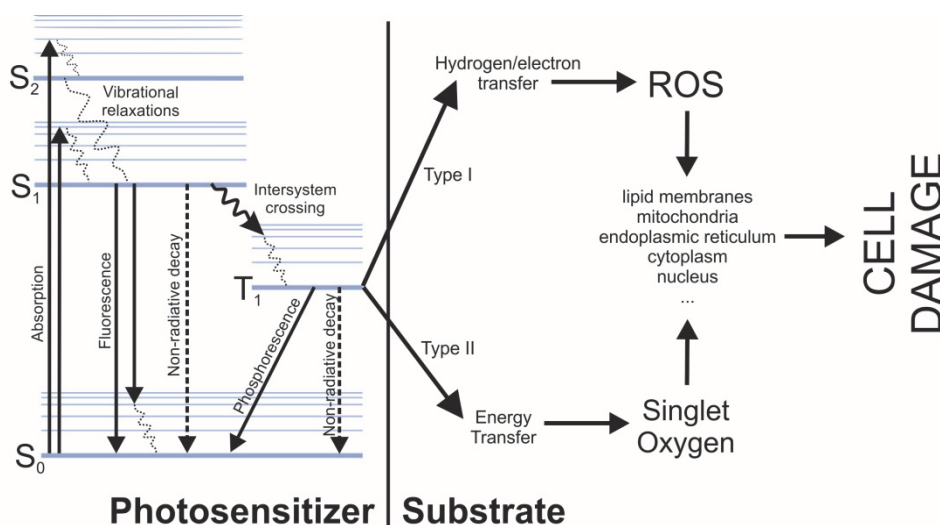 S2
Vibrational
relaxations
S1
Intersystem
crossing
T1
Absorption
Fluorescence
Non-radiative decay
Phosphorescence
Non-radiative decay
S0
Photosensitizer
Hydrogen/electron
transfer
ROS
Type I
lipid membranes
mitochondria
endoplasmic reticulum
cytoplasm
nucleus
...
CELL
DAMAGE
Type II
Energy
Transfer
Singlet
Oxygen
Substrate